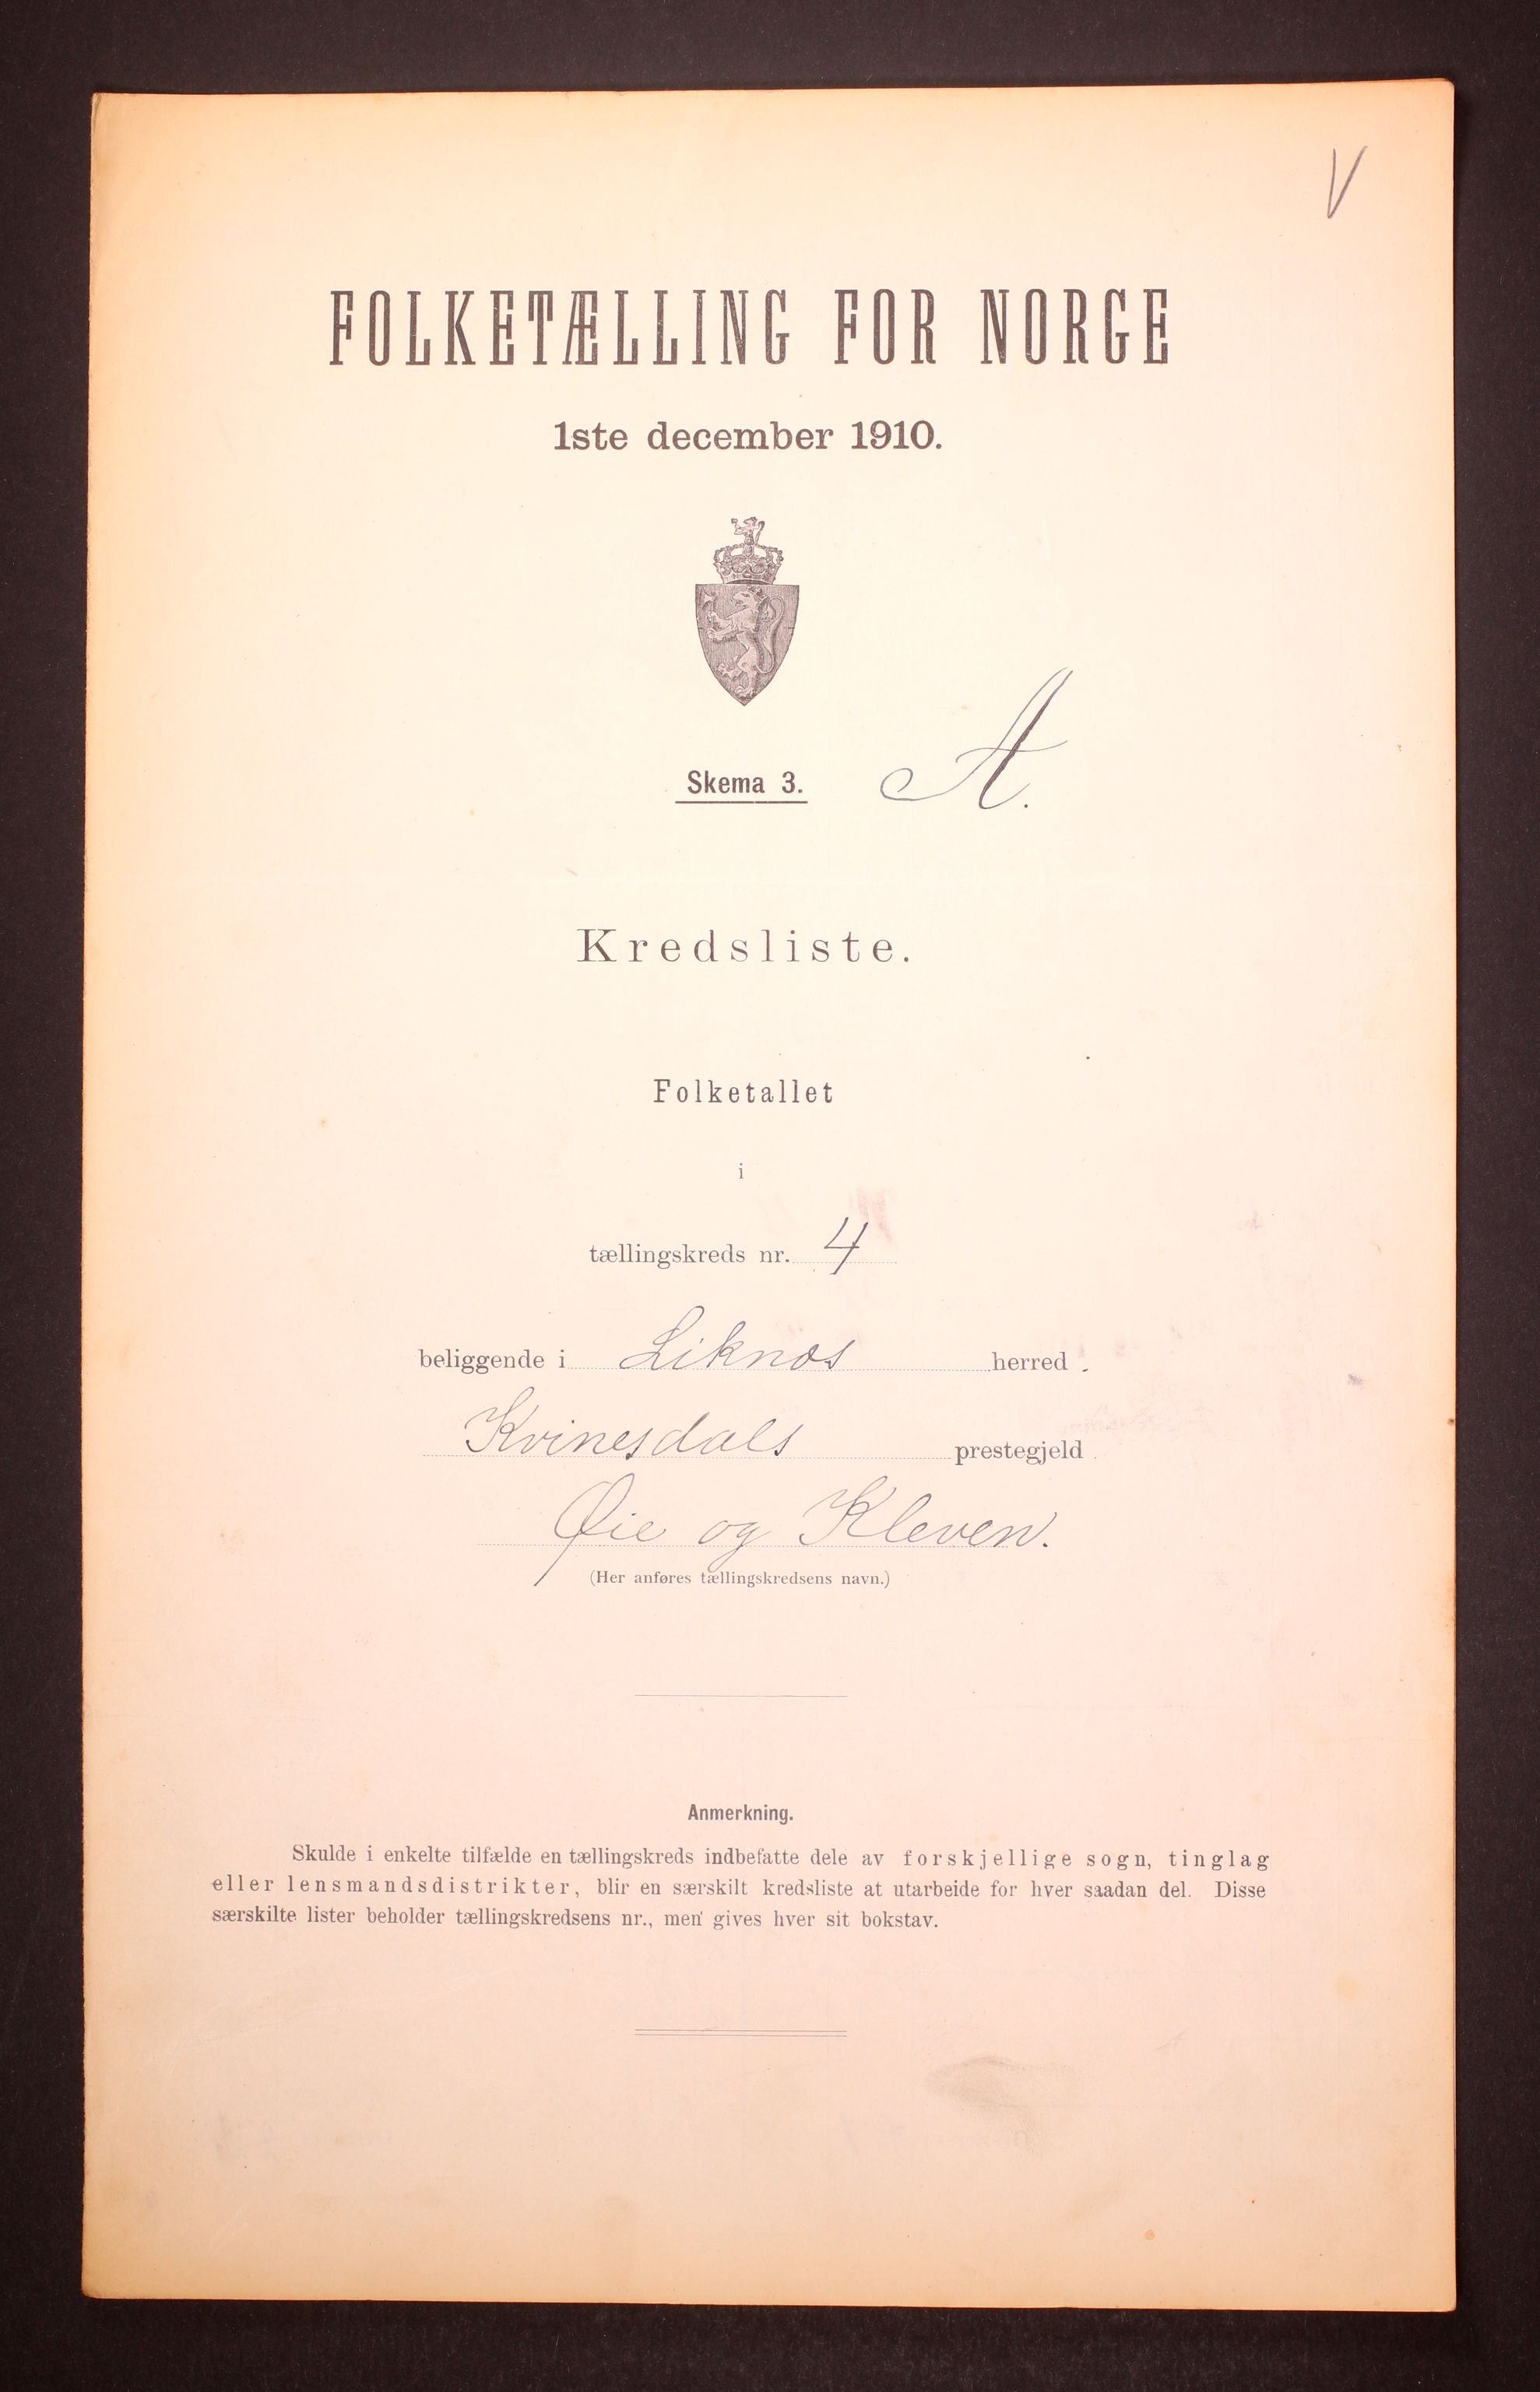 V
FOLKETÆLLING FOR NORGE
1ste december 1910.
Skema 3. A.
Kredsliste.
Folketallet
i
tællingskreds nr. 4
beliggende i Liknes herred.
Kvinesdals prestegjeld
Øie og Kleven.
(Her anføres tællingskredsens navn.)
Anmerkning.
Skulde i enkelte tilfælde en tællingskreds indbefatte dele av forskjellige sogn, tinglag
eller lensmandsdistrikter, blir en særskilt kredsliste at utarbeide for hver saadan del. Disse
særskilte lister beholder tællingskredsens nr., men gives hver sit bokstav.